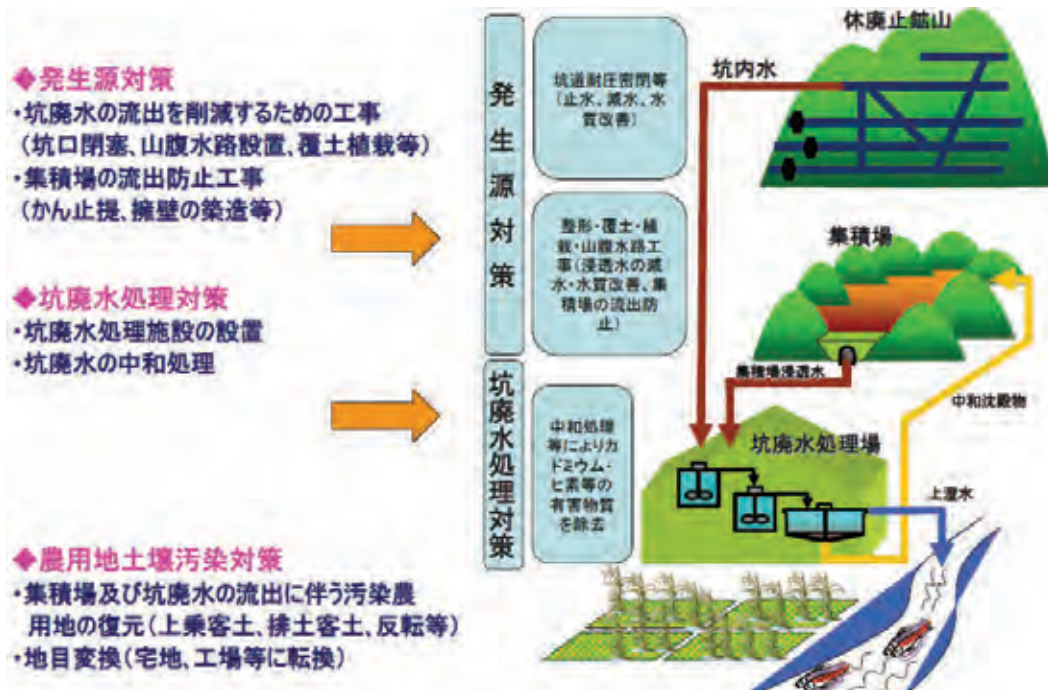 ◆発生源対策
・坑廃水の流出を削減するための工事
(坑口閉塞、山腹水路設置、覆土植栽等)
・集積場の流出防止工事
(かん止堤、擁壁の築造等)
◆坑廃水処理対策
・坑廃水処理施設の設置
・坑廃水の中和処理
◆農用地土壌汚染対策
・集積場及び坑廃水の流出に伴う汚染農
用地の復元(上乗客土、排土客土、反転等)
・地目変換(宅地、工場等に転換)
発生源対策
坑道耐圧密閉等
(止水、減水、水
質改善)
整形・覆土・植
栽・山腹水路工
事(浸透水の減
水・水質改善、集
積場の流出防
止)
坑廃水処理対策
中和処理
等によりカ
ドミウム・
ヒ素等の
有害物質
を除去
休廃止鉱山
坑内水
集積場
集積場浸透水
中和沈殿物
坑廃水処理場
上澄水